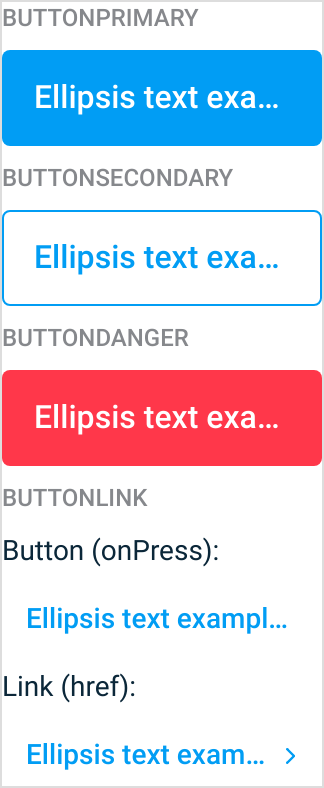 BUTTONPRIMARY
Ellipsis text exa...
BUTTONSECONDARY
Ellipsis text exa...
BUTTONDANGER
Ellipsis text exa...
BUTTONLINK
Button (onPress):
Ellipsis text exampl...
Link (href):
Ellipsis text exam...